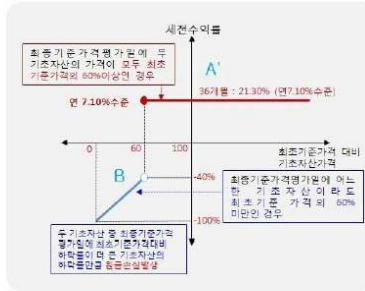 세전수익률
최종기준가격평가일에 두
기초자산의 가격이 모두 최초
기준가격의 60%이상인 경우
A'
36개월 : 21.30% (연7.10%수준)
연 7.10%수준
0
60
100
최초기준가격 대비
기초자산가격
B
-40%
최종기준가격평가일에 어느
한 기초자산이라도
최초기준가격의 60%
미만인 경우
-100%
두 기초자산 중 최종기준가격
평가일에 최초기준가격대비
하락률이 더 큰 기초자산의
하락률만큼 원금손실발생